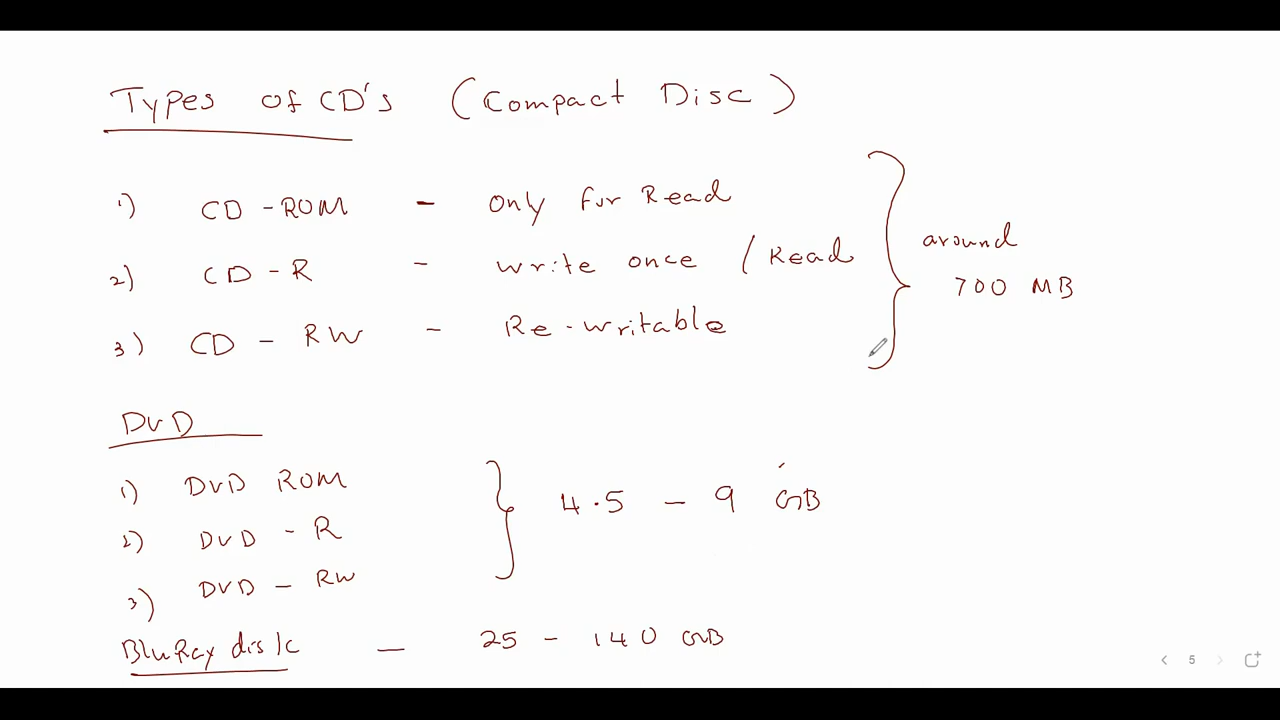 Types of CD's (Compact Disc)
1) CD-ROM - only for Read
2) CD-R - write once / Read
3) CD - RW - Re-writable
around
700 MB
DVD
1) DVD ROM
2) DVD - R
3) DVD - RW
4.5 - 9 GB
BluRay disk - 25 - 140 GB
5